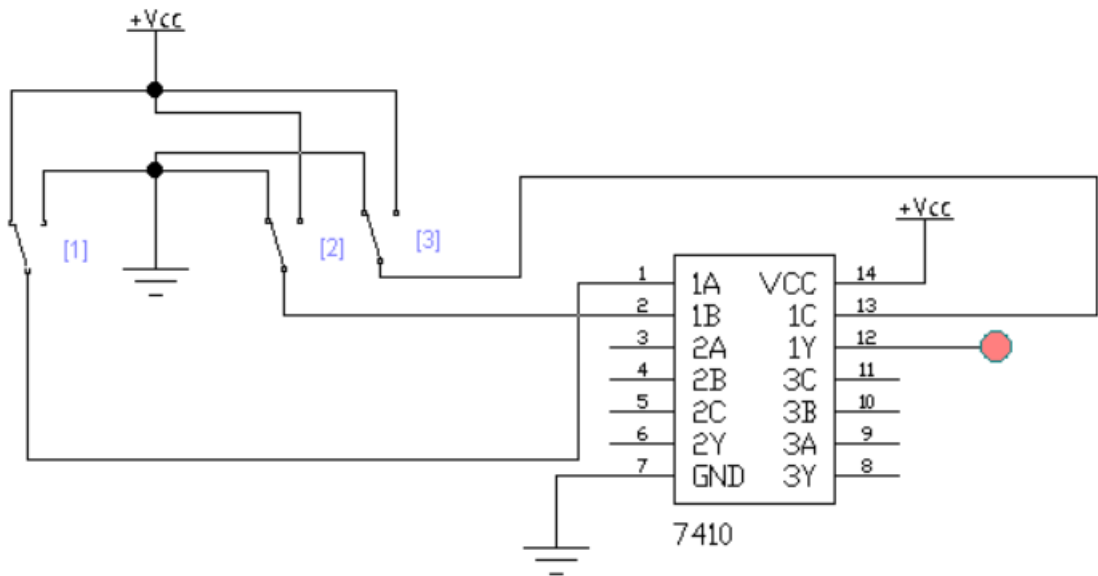 +Vcc
[1]
[2]
[3]
+Vcc
1 1A VCC 14
2 1B 1C 13
3 2A 1Y 12
4 2B 3C 11
5 2C 3B 10
6 2Y 3A 9
7 GND 3Y 8
7410